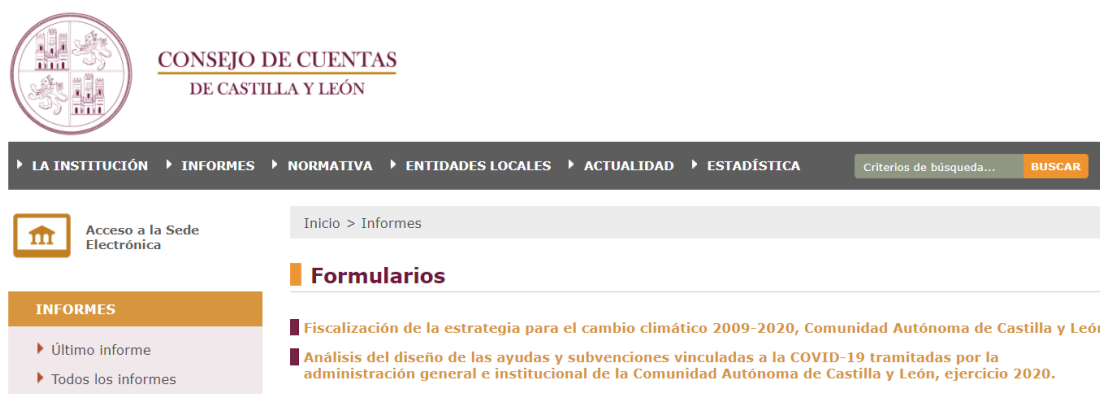 CONSEJO DE CUENTAS
DE CASTILLA Y LEÓN
LA INSTITUCIÓN INFORMES NORMATIVA ENTIDADES LOCALES ACTUALIDAD ESTADÍSTICA Criterios de búsqueda... BUSCAR
Acceso a la Sede
Electrónica
Inicio > Informes
Formularios
INFORMES
Último informe
Todos los informes
Fiscalización de la estrategia para el cambio climático 2009-2020, Comunidad Autónoma de Castilla y León
Análisis del diseño de las ayudas y subvenciones vinculadas a la COVID-19 tramitadas por la
administración general e institucional de la Comunidad Autónoma de Castilla y León, ejercicio 2020.